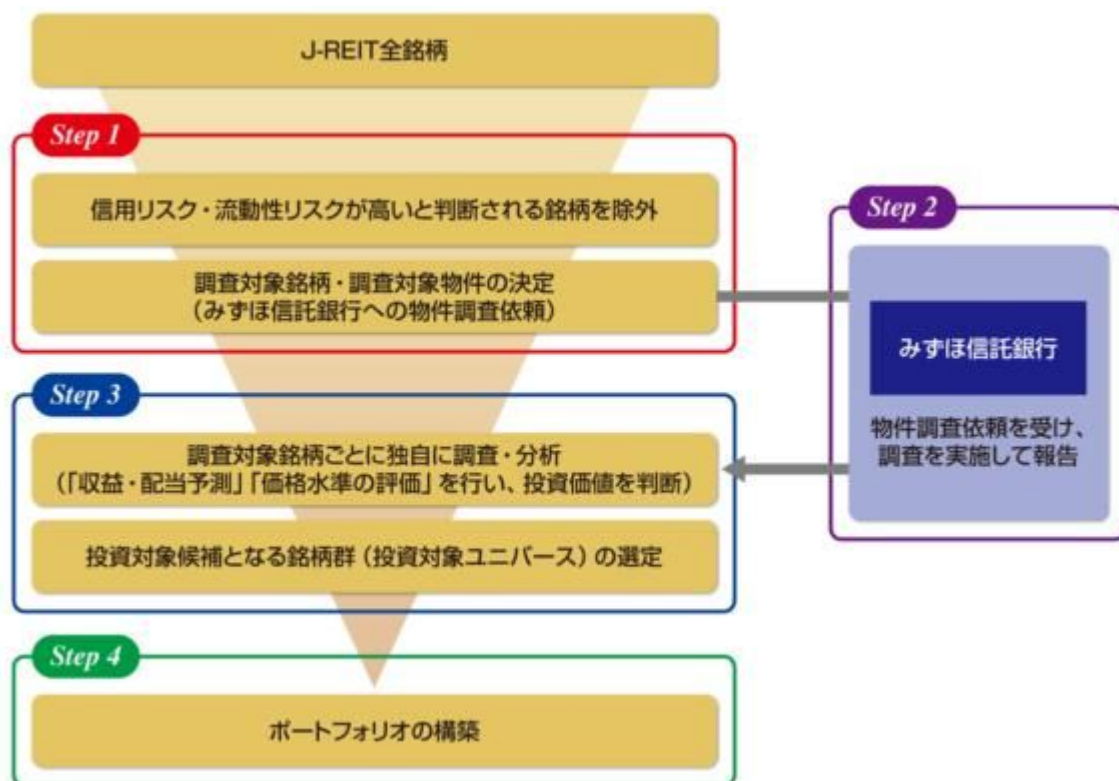 J-REIT全銘柄
Step 1
信用リスク・流動性リスクが高いと判断される銘柄を除外
調査対象銘柄・調査対象物件の決定
（みずほ信託銀行への物件調査依頼）
Step 2
みずほ信託銀行
物件調査依頼を受け、
調査を実施して報告
Step 3
調査対象銘柄ごとに独自に調査・分析
（「収益・配当予測」「価格水準の評価」を行い、投資価値を判断）
投資対象候補となる銘柄群（投資対象ユニバース）の選定
Step 4
ポートフォリオの構築